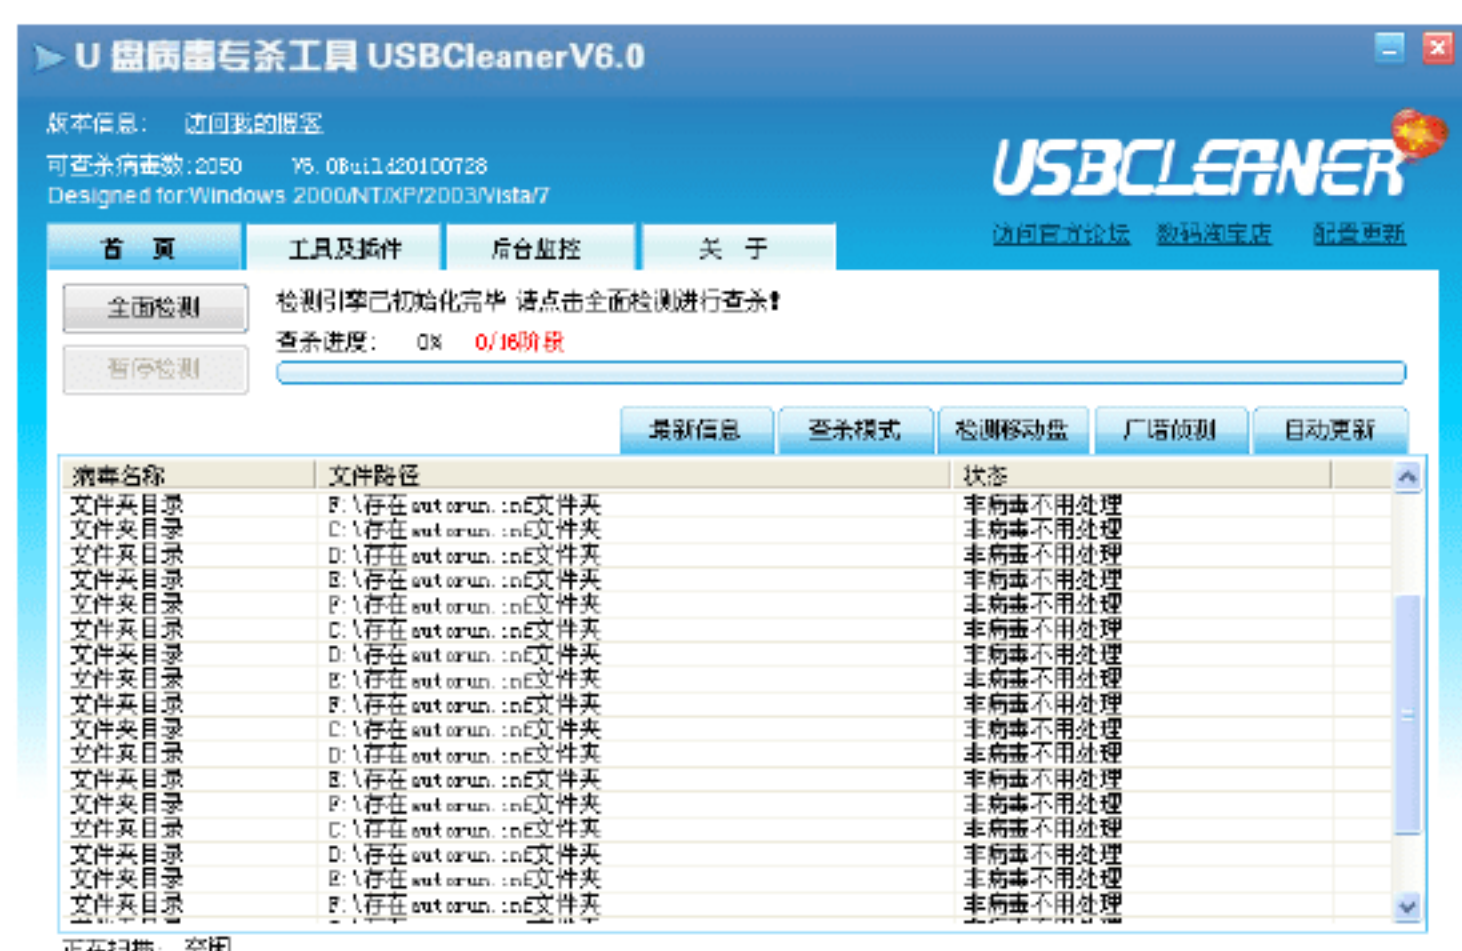 U 盘病毒专杀工具 USBCleanerV6.0
版本信息: 访问我的博客
可查杀病毒数:2050 V6.0Build20100728
Designed for:Windows 2000/NT/XP/2003/Vista/7
USBCLEANER
访问官方论坛 数码淘宝店 配置更新
首 页 工具及插件 后台监控 关 于
全面检测 检测引擎已初始化完毕 请点击全面检测进行查杀!
查杀进度: 0% 0/16阶段
暂停检测
最新信息 查杀模式 检测移动盘 广谱侦测 自动更新
病毒名称 文件路径 状态
文件夹目录 F:\存在autorun.inf文件夹 非病毒不用处理
文件夹目录 C:\存在autorun.inf文件夹 非病毒不用处理
文件夹目录 D:\存在autorun.inf文件夹 非病毒不用处理
文件夹目录 E:\存在autorun.inf文件夹 非病毒不用处理
文件夹目录 F:\存在autorun.inf文件夹 非病毒不用处理
文件夹目录 C:\存在autorun.inf文件夹 非病毒不用处理
文件夹目录 D:\存在autorun.inf文件夹 非病毒不用处理
文件夹目录 E:\存在autorun.inf文件夹 非病毒不用处理
文件夹目录 F:\存在autorun.inf文件夹 非病毒不用处理
文件夹目录 C:\存在autorun.inf文件夹 非病毒不用处理
文件夹目录 D:\存在autorun.inf文件夹 非病毒不用处理
文件夹目录 E:\存在autorun.inf文件夹 非病毒不用处理
文件夹目录 F:\存在autorun.inf文件夹 非病毒不用处理
文件夹目录 C:\存在autorun.inf文件夹 非病毒不用处理
文件夹目录 D:\存在autorun.inf文件夹 非病毒不用处理
文件夹目录 E:\存在autorun.inf文件夹 非病毒不用处理
文件夹目录 F:\存在autorun.inf文件夹 非病毒不用处理
正在扫描: 空闲